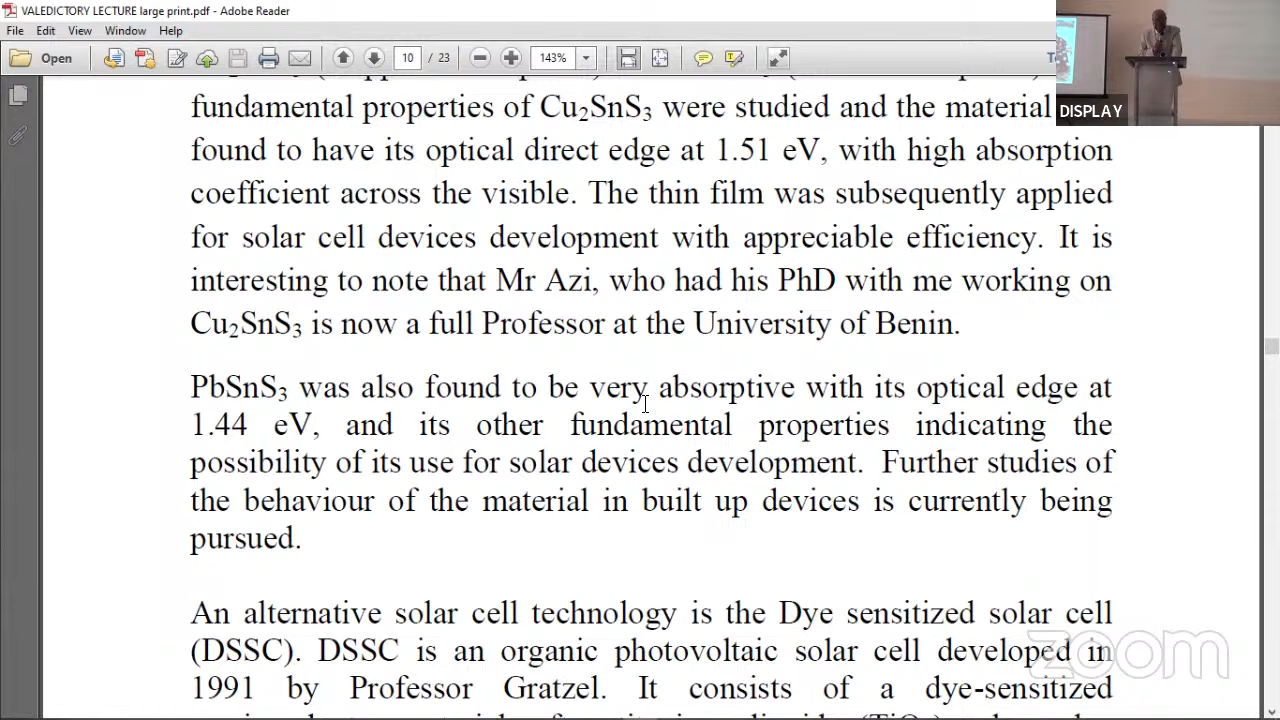 VALEDICTORY LECTURE large print.pdf - Adobe Reader
File Edit View Window Help
Open 10 / 23 143%
DISPLAY
fundamental properties of Cu₂SnS₃ were studied and the material
found to have its optical direct edge at 1.51 eV, with high absorption
coefficient across the visible. The thin film was subsequently applied
for solar cell devices development with appreciable efficiency. It is
interesting to note that Mr Azi, who had his PhD with me working on
Cu₂SnS₃ is now a full Professor at the University of Benin.
PbSnS₃ was also found to be very absorptive with its optical edge at
1.44 eV, and its other fundamental properties indicating the
possibility of its use for solar devices development. Further studies of
the behaviour of the material in built up devices is currently being
pursued.
An alternative solar cell technology is the Dye sensitized solar cell
(DSSC). DSSC is an organic photovoltaic solar cell developed in
1991 by Professor Gratzel. It consists of a dye-sensitized
zoom